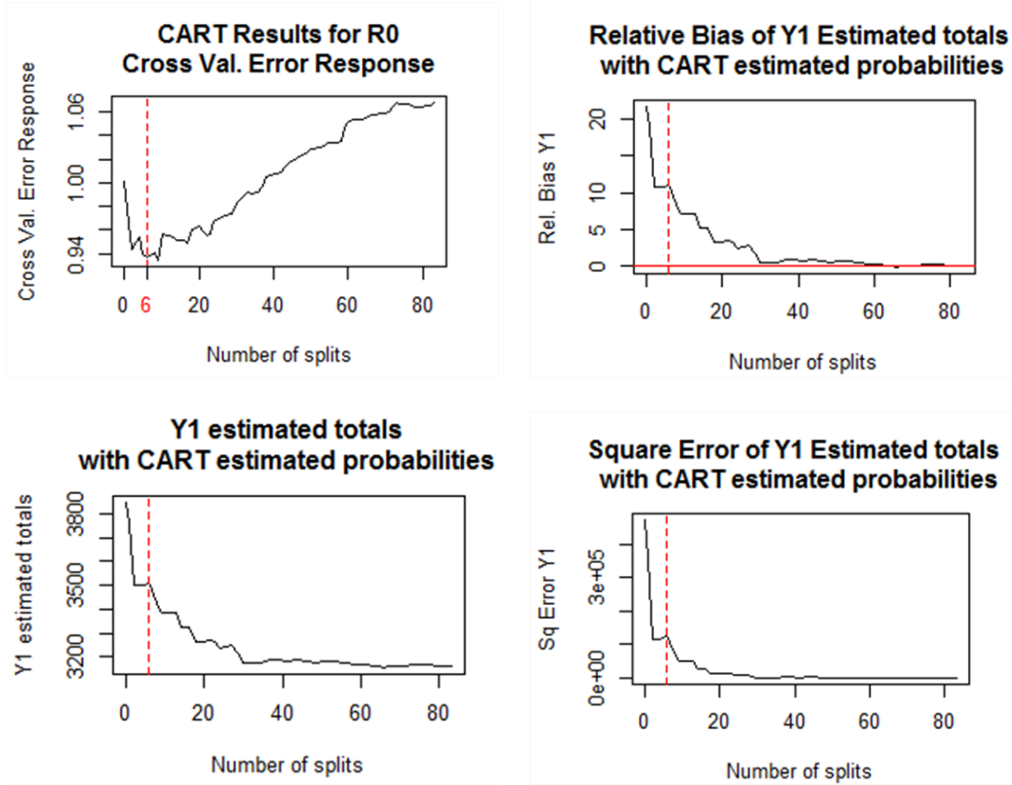 CART Results for R0
Cross Val. Error Response
Cross Val. Error Response
1.06
1.00
0.94
0 6 20 40 60 80
Number of splits
Relative Bias of Y1 Estimated totals
with CART estimated probabilities
Rel. Bias Y1
20
10
5
0
0 20 40 60 80
Number of splits
Y1 estimated totals
with CART estimated probabilities
Y1 estimated totals
3800
3500
3200
0 20 40 60 80
Number of splits
Square Error of Y1 Estimated totals
with CART estimated probabilities
Sq Error Y1
3e+05
0e+00
0 20 40 60 80
Number of splits